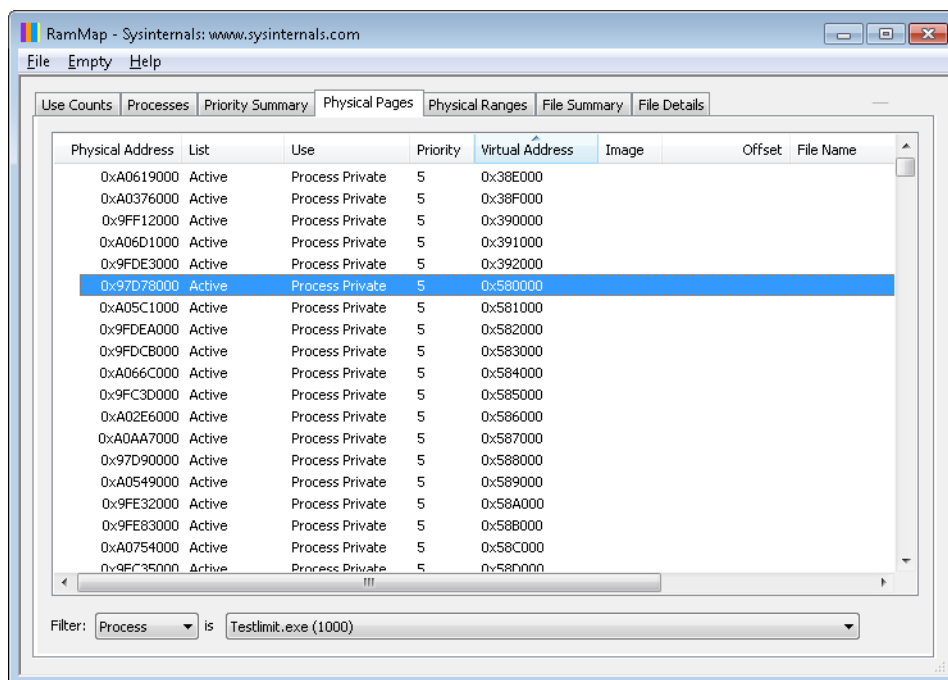 RamMap - Sysinternals: www.sysinternals.com
File Empty Help
Use Counts Processes Priority Summary Physical Pages Physical Ranges File Summary File Details
Physical Address List Use Priority Virtual Address Image Offset File Name
0xA0619000 Active Process Private 5 0x38E000
0xA0376000 Active Process Private 5 0x38F000
0x9FF12000 Active Process Private 5 0x390000
0xA06D1000 Active Process Private 5 0x391000
0x9FDE3000 Active Process Private 5 0x392000
0x97D78000 Active Process Private 5 0x580000
0xA05C1000 Active Process Private 5 0x581000
0x9FDEA000 Active Process Private 5 0x582000
0x9FDCB000 Active Process Private 5 0x583000
0xA066C000 Active Process Private 5 0x584000
0x9FC3D000 Active Process Private 5 0x585000
0xA02E6000 Active Process Private 5 0x586000
0xA0AA7000 Active Process Private 5 0x587000
0x97D90000 Active Process Private 5 0x588000
0xA0549000 Active Process Private 5 0x589000
0x9FE32000 Active Process Private 5 0x58A000
0x9FE83000 Active Process Private 5 0x58B000
0xA0754000 Active Process Private 5 0x58C000
0x9FC35000 Active Process Private 5 0x58D000
Filter: Process is Testlimit.exe (1000)